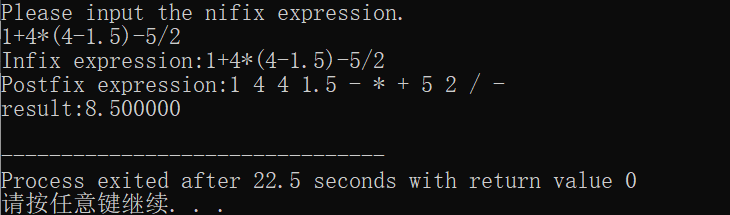 Please input the nifix expression.
1+4*(4-1.5)-5/2
Infix expression:1+4*(4-1.5)-5/2
Postfix expression:1 4 4 1.5 - * + 5 2 / -
result:8.500000
--------------------------------
Process exited after 22.5 seconds with return value 0
请按任意键继续. . .